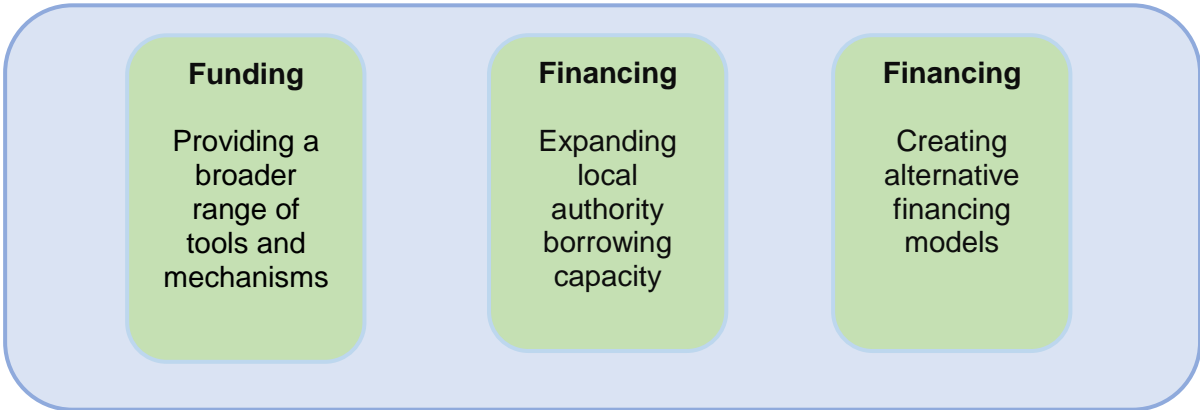 Funding
Providing a
broader
range of
tools and
mechanisms
Financing
Expanding
local
authority
borrowing
capacity
Financing
Creating
alternative
financing
models